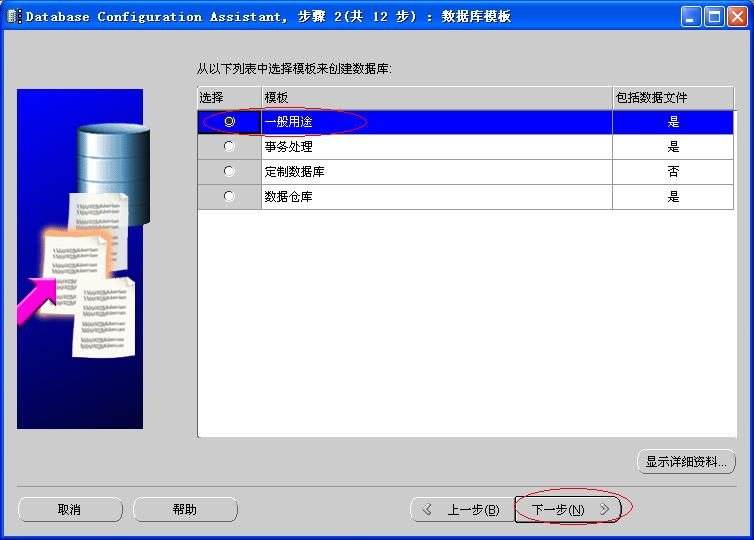 Database Configuration Assistant, 步骤 2(共 12 步) : 数据库模板
从以下列表中选择模板来创建数据库:
选择 模板 包括数据文件
一般用途 是
事务处理 是
定制数据库 否
数据仓库 是
显示详细资料...
取消 帮助 上一步(B) 下一步(N)